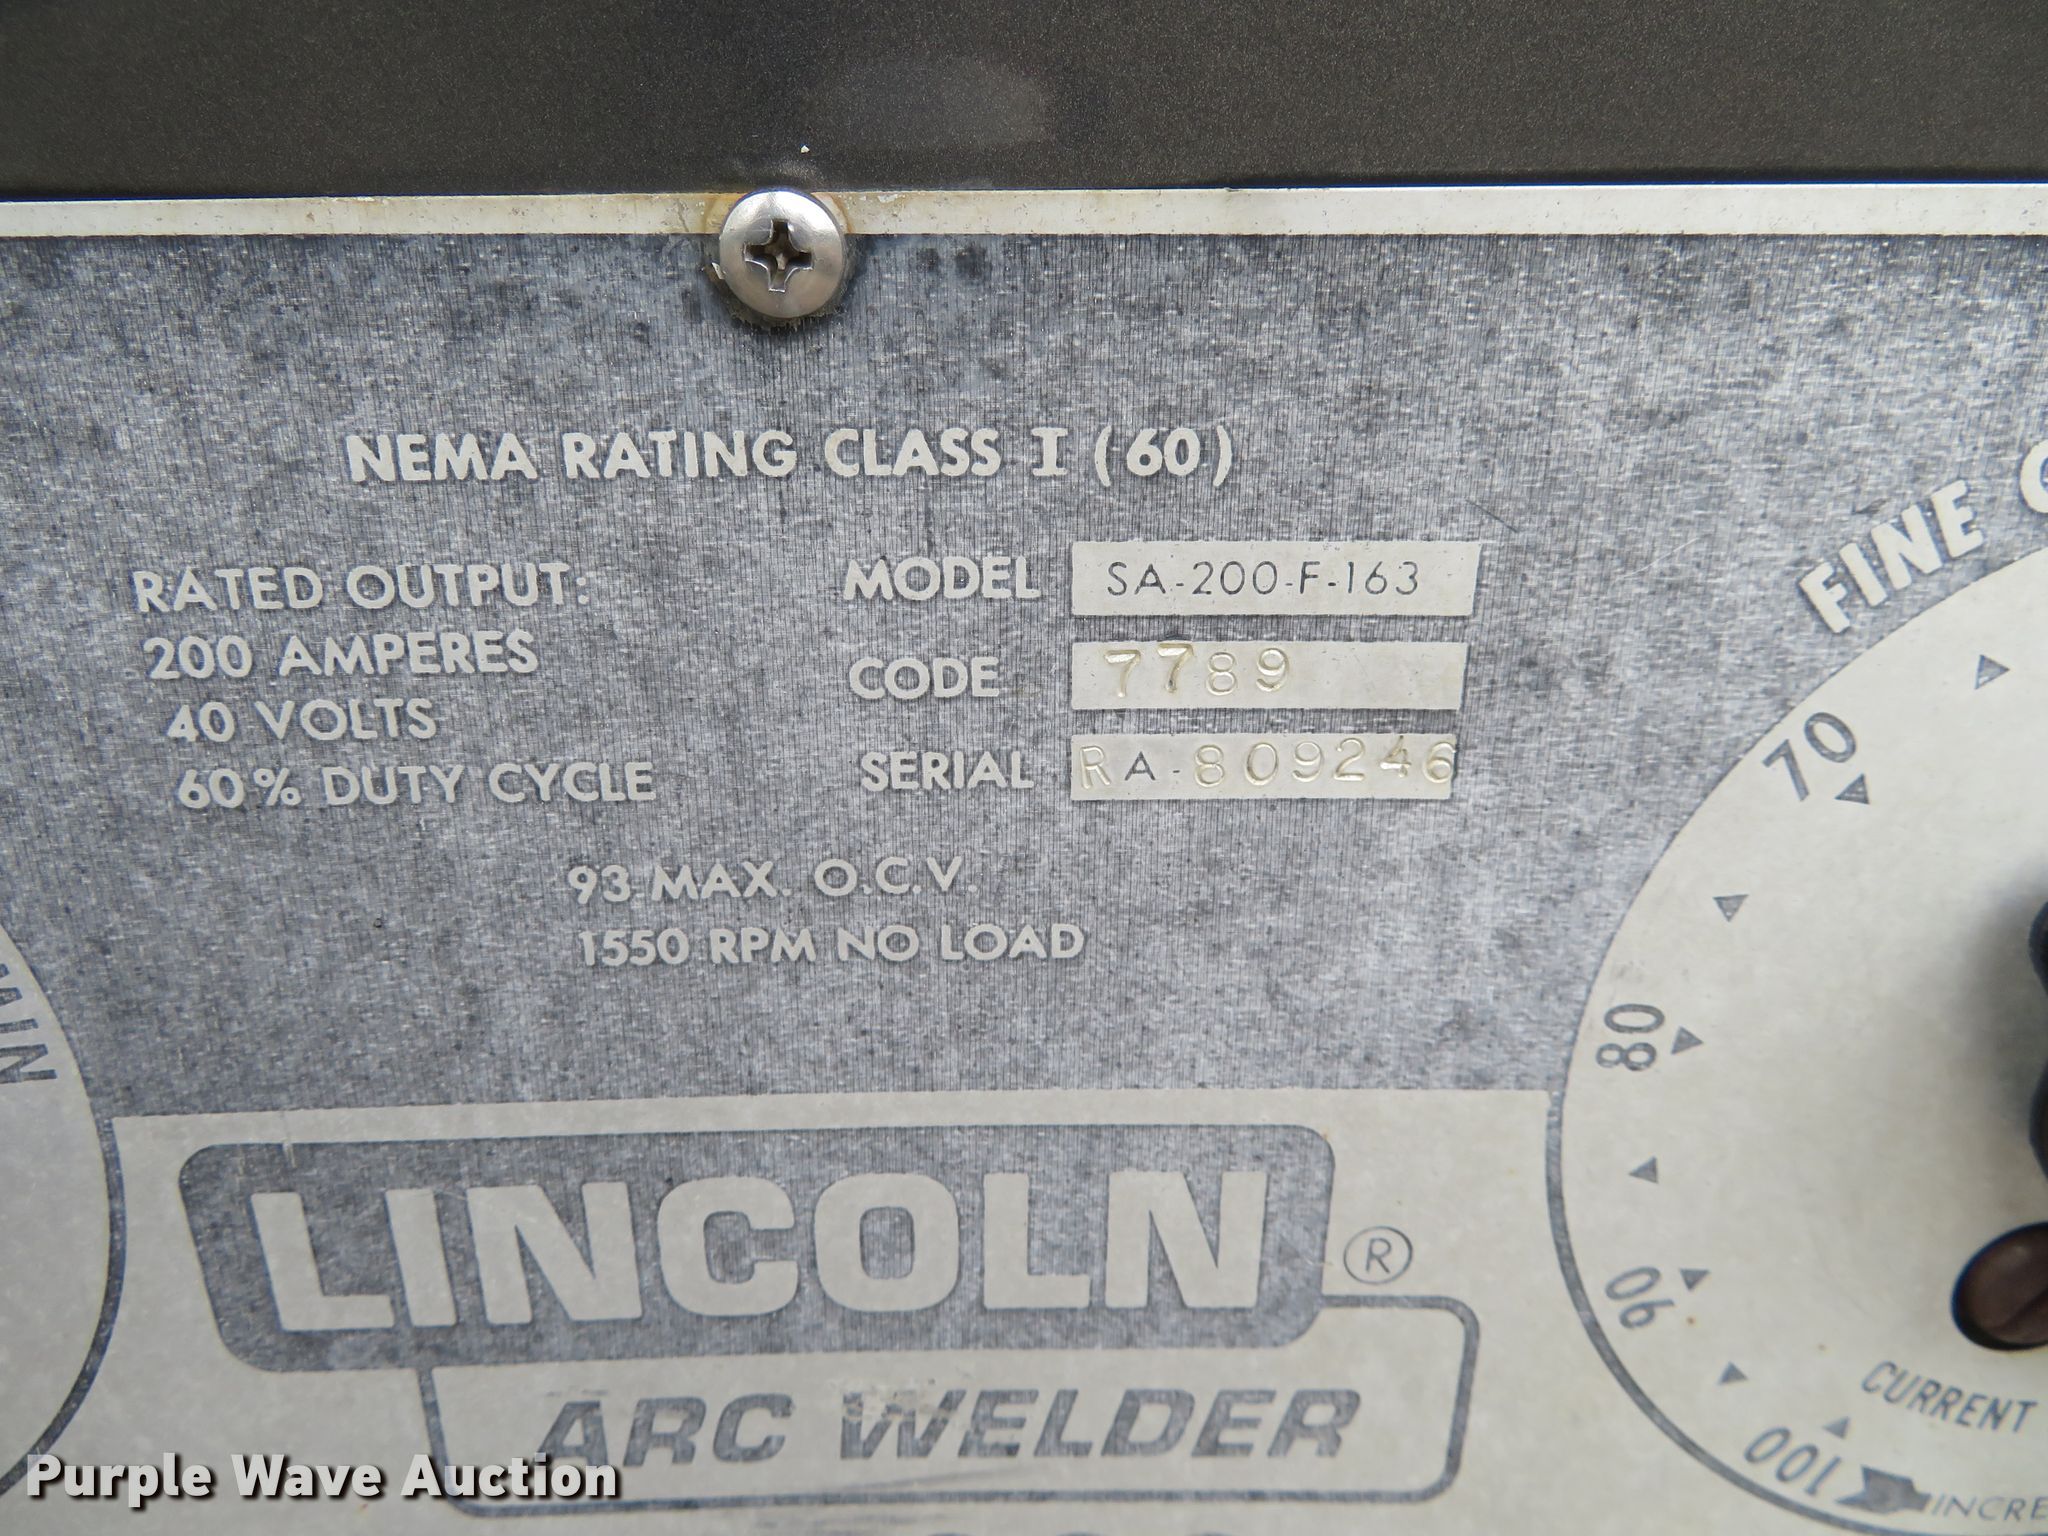 NEMA RATING CLASS I (60)
RATED OUTPUT:
200 AMPERES
40 VOLTS
60% DUTY CYCLE
MODEL SA-200-F-163
CODE 7789
SERIAL RA-809246
93 MAX. O.C.V.
1550 RPM NO LOAD
FINE
70
80
90
100
CURRENT
LINCOLN ®
ARC WELDER
Purple Wave Auction